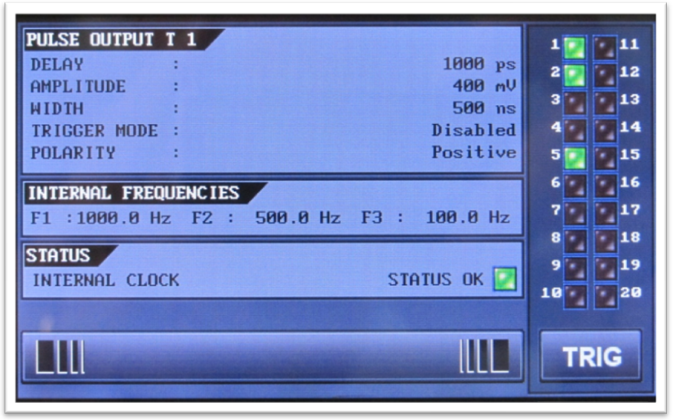 PULSE OUTPUT T 1
DELAY : 1000 ps
AMPLITUDE : 400 mV
WIDTH : 500 ns
TRIGGER MODE : Disabled
POLARITY : Positive
INTERNAL FREQUENCIES
F1 :1000.0 Hz F2 : 500.0 Hz F3 : 100.0 Hz
STATUS
INTERNAL CLOCK STATUS OK
1 11
2 12
3 13
4 14
5 15
6 16
7 17
8 18
9 19
10 20
TRIG